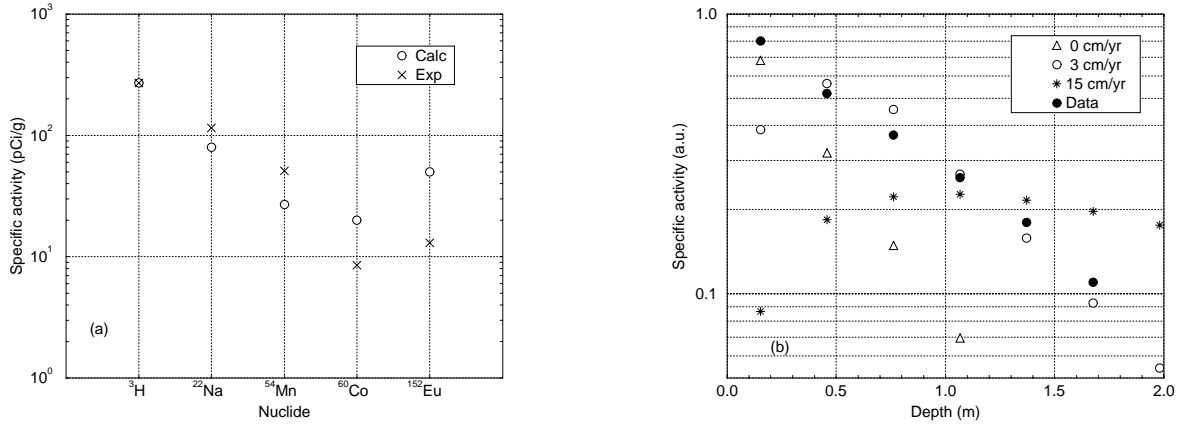 10³
10²
10¹
10⁰
Specific activity (pCi/g)
Calc
Exp
(a)
³H
²²Na
⁵⁴Mn
⁶⁰Co
¹⁵²Eu
Nuclide
1.0
0.1
Specific activity (a.u.)
0 cm/yr
3 cm/yr
15 cm/yr
Data
(b)
0.0
0.5
1.0
1.5
2.0
Depth (m)